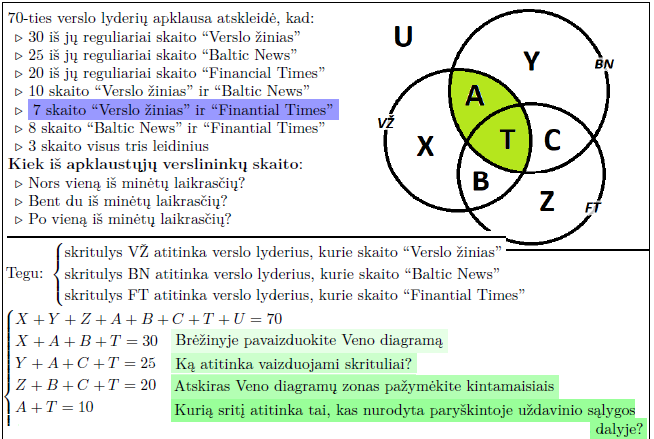 70-ties verslo lyderių apklausa atskleidė, kad:
▷ 30 iš jų reguliariai skaito “Verslo žinias”
▷ 25 iš jų reguliariai skaito “Baltic News”
▷ 20 iš jų reguliariai skaito “Financial Times”
▷ 10 skaito “Verslo žinias” ir “Baltic News”
▷ 7 skaito “Verslo žinias” ir “Finantial Times”
▷ 8 skaito “Baltic News” ir “Finantial Times”
▷ 3 skaito visus tris leidinius
Kiek iš apklaustųjų verslininkų skaito:
▷ Nors vieną iš minėtų laikrasčių?
▷ Bent du iš minėtų laikrasčių?
▷ Po vieną iš minėtų laikrasčių?
U
Y
BN
A
VŽ
X
T
C
B
Z
FT
Tegu:
skritulys VŽ atitinka verslo lyderius, kurie skaito “Verslo žinias”
skritulys BN atitinka verslo lyderius, kurie skaito “Baltic News”
skritulys FT atitinka verslo lyderius, kurie skaito “Finantial Times”
X + Y + Z + A + B + C + T + U = 70
X + A + B + T = 30
Brėžinyje pavaizduokite Veno diagramą
Y + A + C + T = 25
Ką atitinka vaizduojami skrituliai?
Z + B + C + T = 20
Atskiras Veno diagramų zonas pažymėkite kintamaisiais
A + T = 10
Kurią sritį atitinka tai, kas nurodyta paryškintoje uždavinio sąlygos
dalyje?